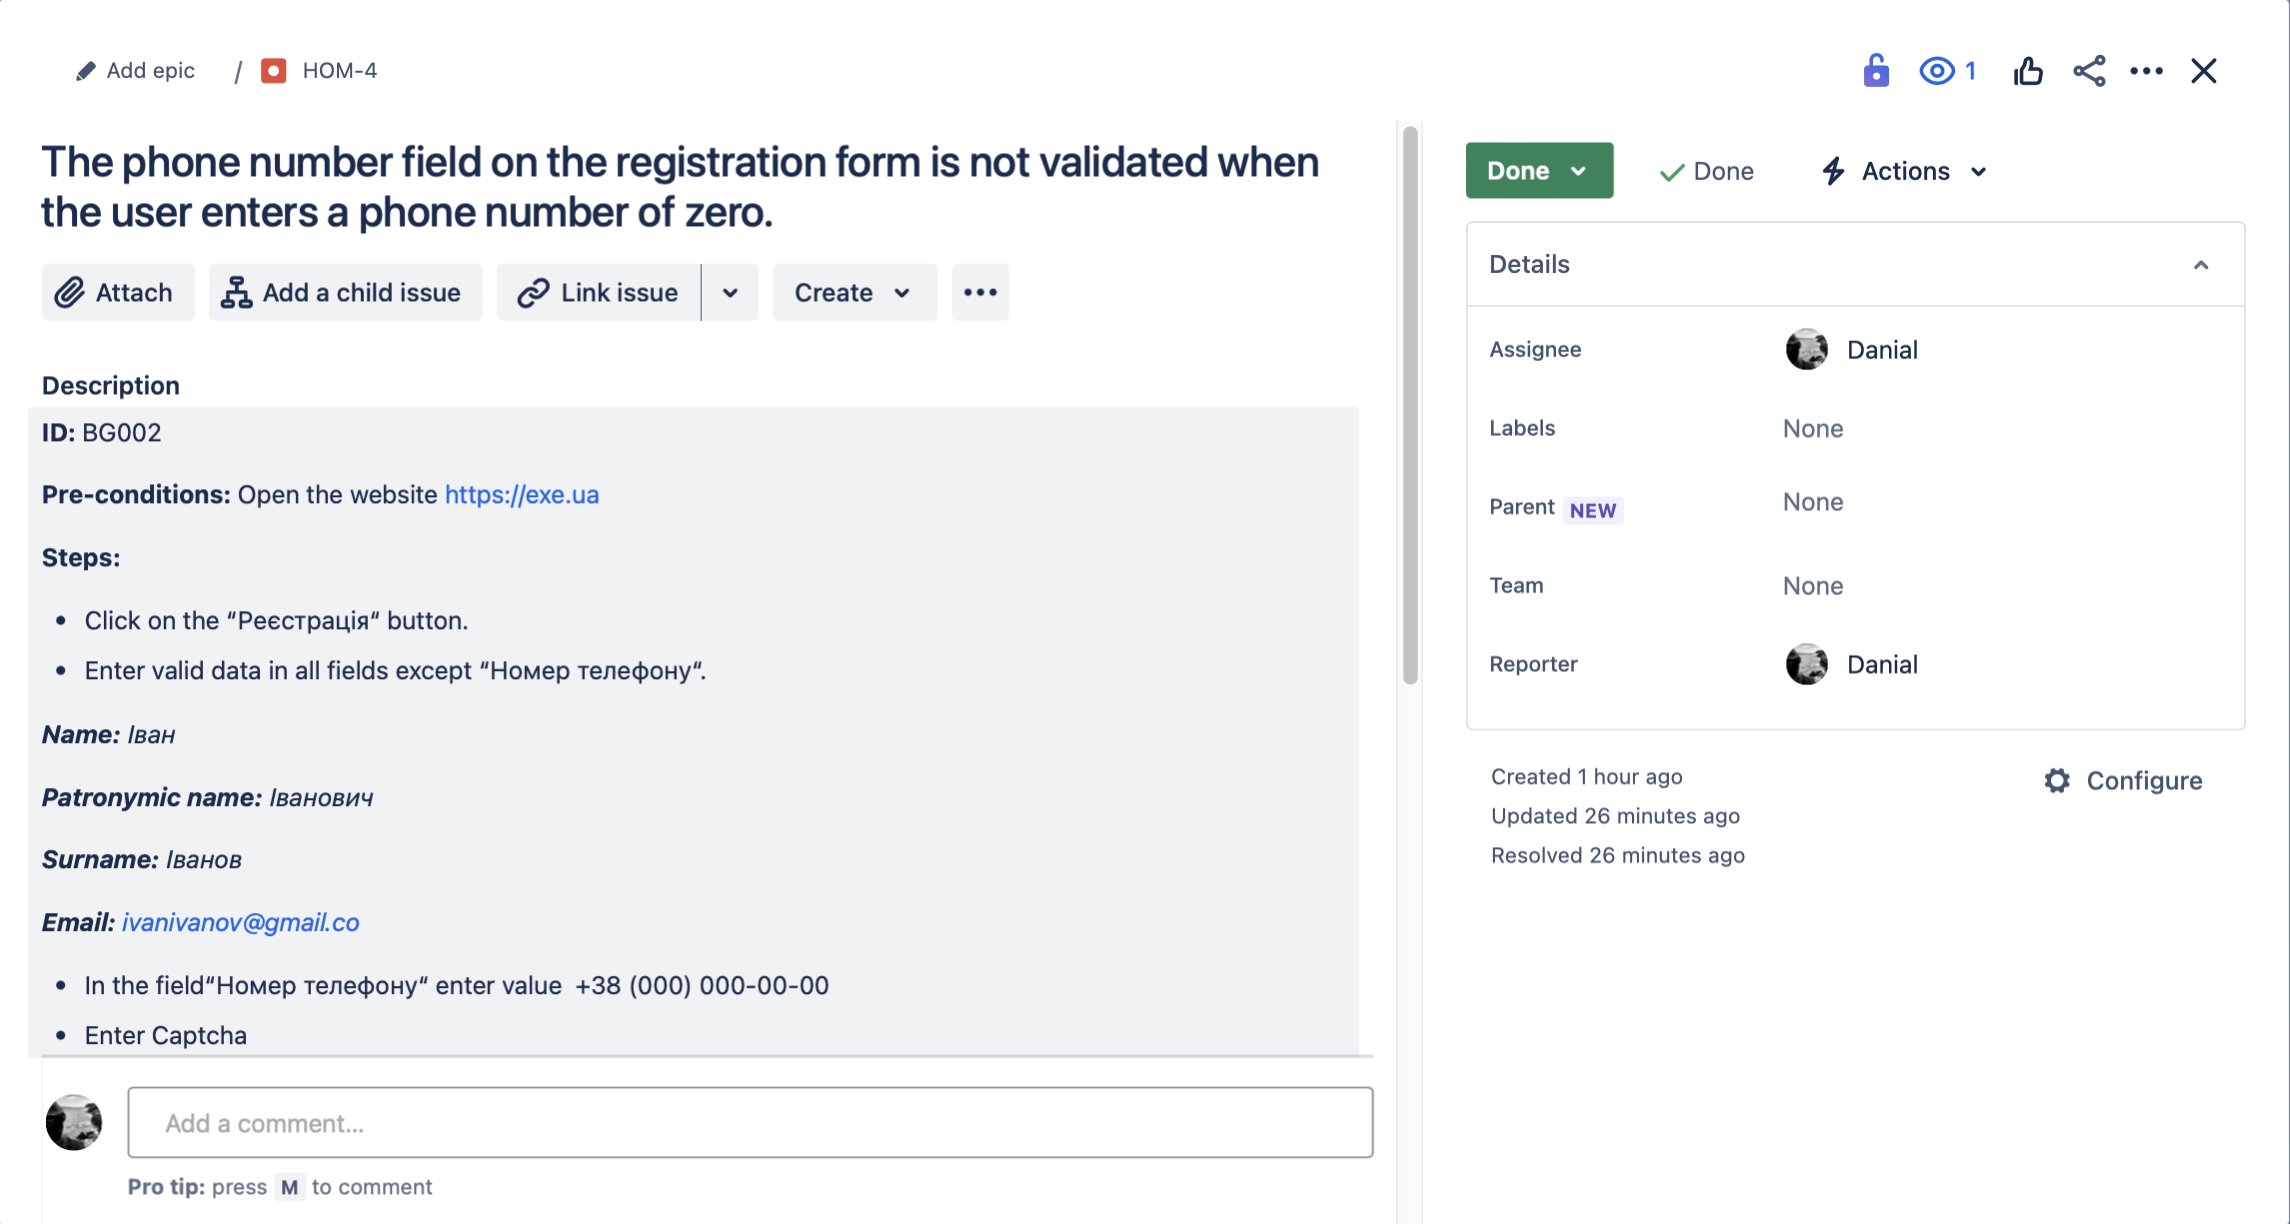 Add epic / HOM-4
1
The phone number field on the registration form is not validated when
the user enters a phone number of zero.
Attach
Add a child issue
Link issue
Create
Description
ID: BG002
Pre-conditions: Open the website https://exe.ua
Steps:
• Click on the “Реєстрація“ button.
• Enter valid data in all fields except “Номер телефону“.
Name: Іван
Patronymic name: Іванович
Surname: Іванов
Email: ivanivanov@gmail.co
• In the field“Номер телефону“ enter value  +38 (000) 000-00-00
• Enter Captcha
Add a comment...
Pro tip: press M to comment
Done
Done
Actions
Details
Assignee Danial
Labels None
Parent NEW None
Team None
Reporter Danial
Created 1 hour ago
Configure
Updated 26 minutes ago
Resolved 26 minutes ago